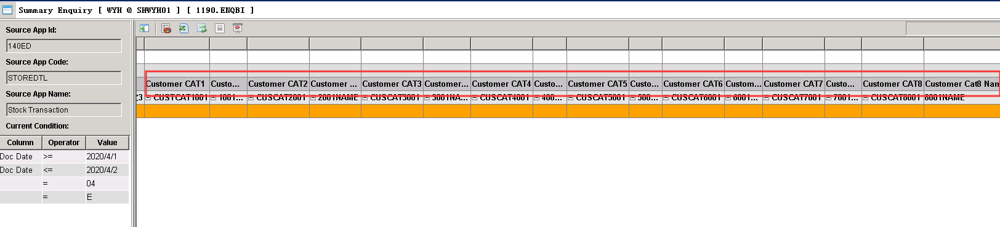 Summary Enquiry [ WYH @ SHWYH01 ] [ 1190.ENQBI ]
Source App Id:
140ED
Source App Code:
STOREDTL
Source App Name:
Stock Transaction
Current Condition:
Column Operator Value
Doc Date >= 2020/4/1
Doc Date <= 2020/4/2
= 04
= E
Customer CAT1 Custo... Customer CAT2 Customer ... Customer CAT3 Customer... Customer CAT4 Custo... Customer CAT5 Custo... Customer CAT6 Custom... Customer CAT7 Custo... Customer CAT8 Customer Cat8 Nan
CUSTCAT1001 1001... CUSCAT2001 2001NAME CUSCAT3001 3001NA... CUSCAT4001 400... CUSCAT5001 500... CUSCAT6001 6001... CUSCAT7001 7001... CUSCAT8001 8001NAME